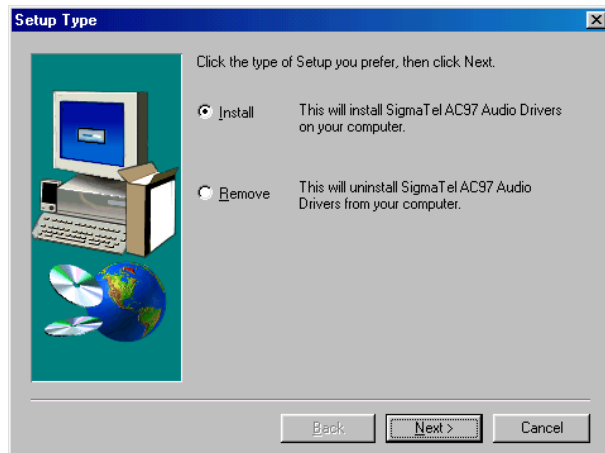 Setup Type
Click the type of Setup you prefer, then click Next.
Install
This will install SigmaTel AC97 Audio Drivers
on your computer.
Remove
This will uninstall SigmaTel AC97 Audio
Drivers from your computer.
Back
Next >
Cancel